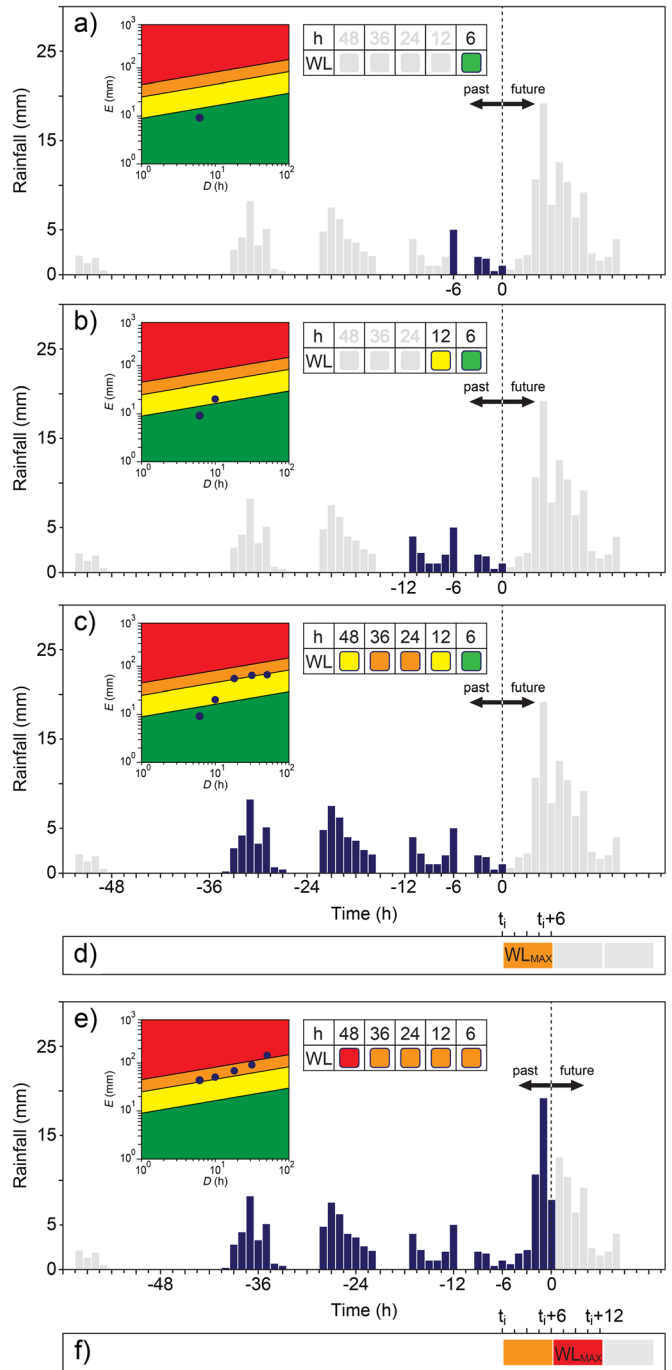 a)
10³
10²
10¹
10⁰
E (mm)
10⁰ 10¹ 10²
D (h)
h 48 36 24 12 6
WL
past future
Rainfall (mm)
25
15
5
0
-6 0
b)
10³
10²
10¹
10⁰
E (mm)
10⁰ 10¹ 10²
D (h)
h 48 36 24 12 6
WL
past future
Rainfall (mm)
25
15
5
0
-12 -6 0
c)
10³
10²
10¹
10⁰
E (mm)
10⁰ 10¹ 10²
D (h)
h 48 36 24 12 6
WL
past future
Rainfall (mm)
25
15
5
0
-48 -36 -24 -12 -6 0
Time (h)
tᵢ tᵢ+6
d) WLMAX
e)
10³
10²
10¹
10⁰
E (mm)
10⁰ 10¹ 10²
D (h)
h 48 36 24 12 6
WL
past future
Rainfall (mm)
25
15
5
0
-48 -36 -24 -12 -6 0
Time (h)
tᵢ tᵢ+6 tᵢ+12
f) WLMAX